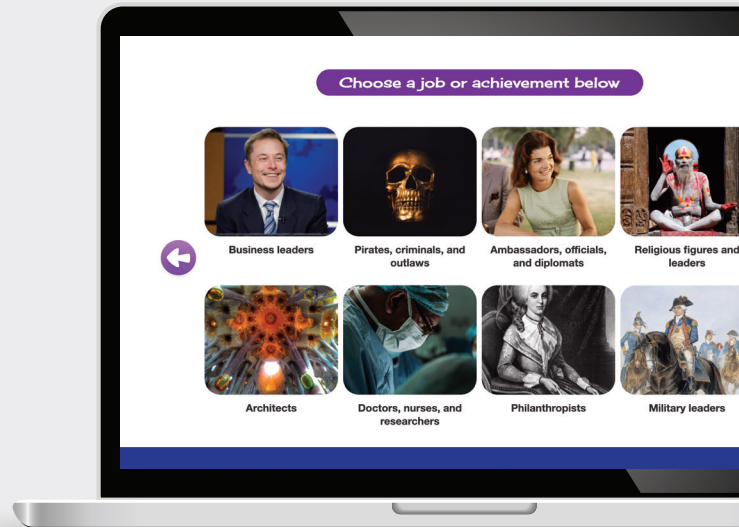 Choose a job or achievement below
Business leaders
Pirates, criminals, and
outlaws
Ambassadors, officials,
and diplomats
Religious figures and
leaders
Architects
Doctors, nurses, and
researchers
Philanthropists
Military leaders